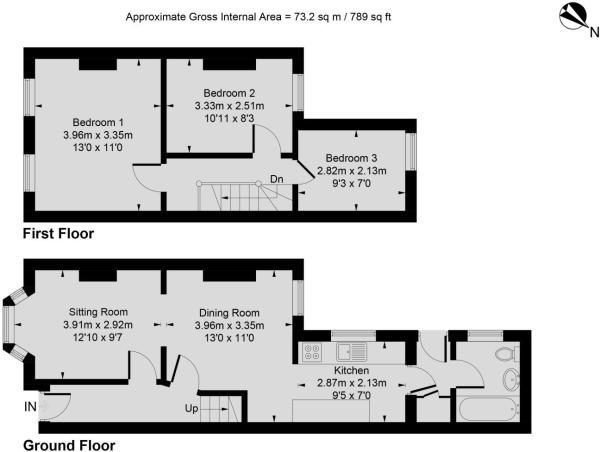 Approximate Gross Internal Area = 73.2 sq m / 789 sq ft
N
Bedroom 1
3.96m x 3.35m
13'0 x 11'0
Bedroom 2
3.33m x 2.51m
10'11 x 8'3
Bedroom 3
2.82m x 2.13m
9'3 x 7'0
Dn
First Floor
Sitting Room
3.91m x 2.92m
12'10 x 9'7
Dining Room
3.96m x 3.35m
13'0 x 11'0
Kitchen
2.87m x 2.13m
9'5 x 7'0
IN
Up
Ground Floor